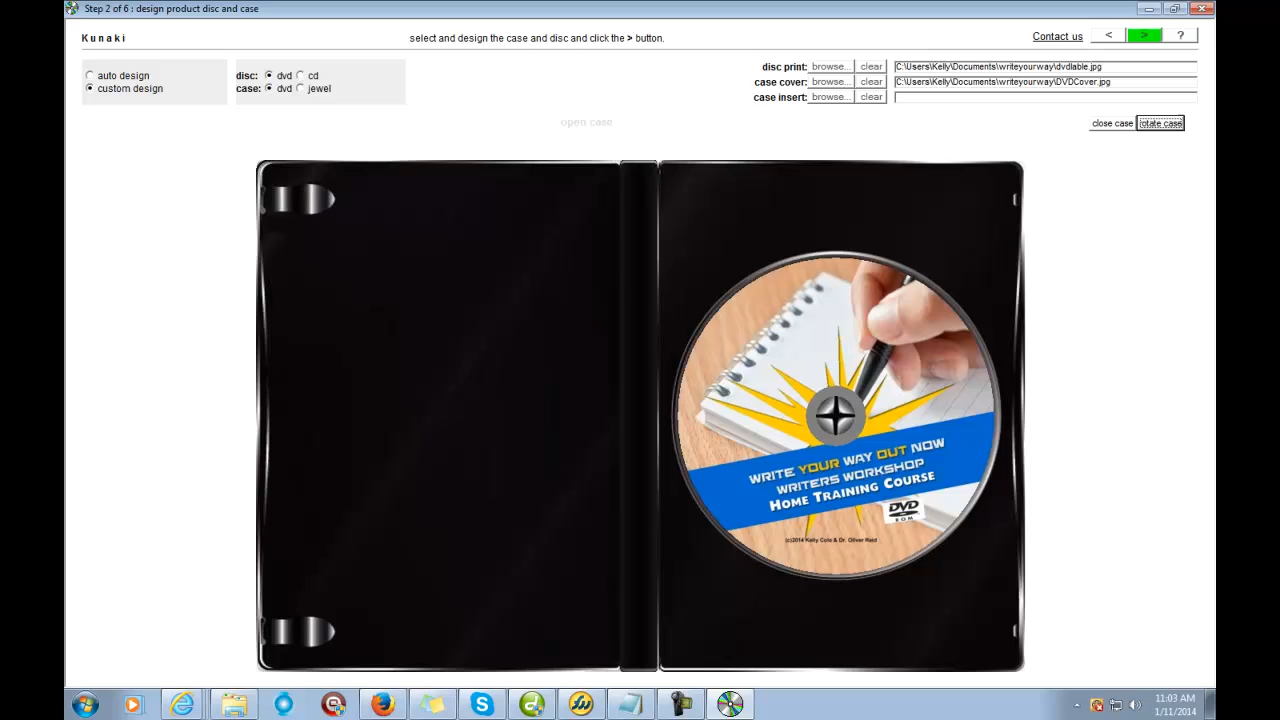 Step 2 of 6 : design product disc and case
Kunaki
select and design the case and disc and click the > button.
Contact us
<
>
?
auto design
custom design
disc: dvd cd
case: dvd jewel
disc print: browse... clear C:\Users\Kelly\Documents\writeyourway\dvdlable.jpg
case cover: browse... clear C:\Users\Kelly\Documents\writeyourway\DVDCover.jpg
case insert: browse... clear
open case
close case
otate case
WRITE YOUR WAY OUT NOW
WRITERS WORKSHOP
HOME TRAINING COURSE
DVD
ROM
(c)2014 Kelly Cole & Dr. Oliver Raid
11:03 AM
1/11/2014